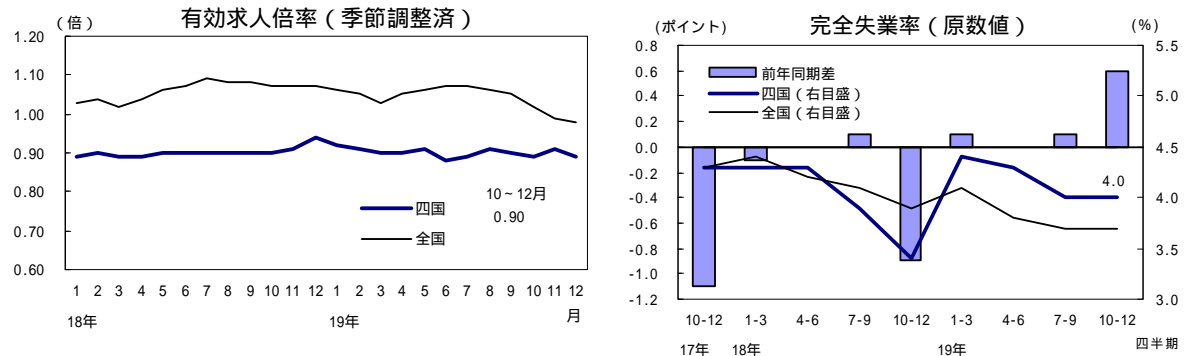 有効求人倍率（季節調整済）
（倍）
1.20
1.10
1.00
0.90
0.80
0.70
0.60
10～12月
0.90
四国
全国
1 2 3 4 5 6 7 8 9 10 11 12 1 2 3 4 5 6 7 8 9 10 11 12
月
18年 19年
完全失業率（原数値）
(ポイント) (%)
0.8 5.5
0.6
0.4 5.0
0.2
0.0 4.5
-0.2
-0.4 4.0
-0.6
-0.8 3.5
-1.0
-1.2 3.0
前年同期差
四国（右目盛）
全国（右目盛）
4.0
10-12 1-3 4-6 7-9 10-12 1-3 4-6 7-9 10-12
17年 18年 19年 四半期